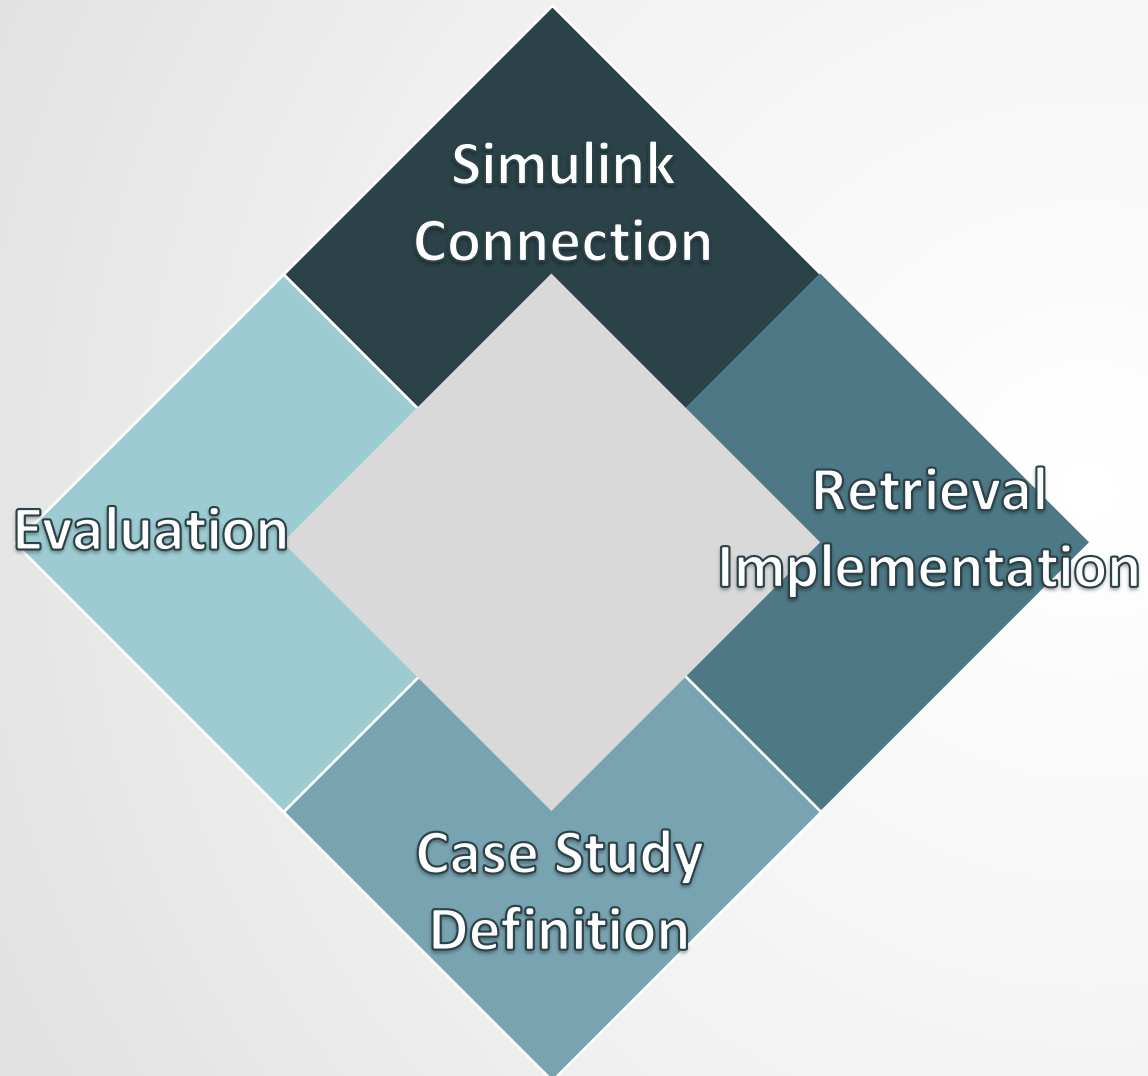 Simulink
Connection
Retrieval
Implementation
Evaluation
Case Study
Definition